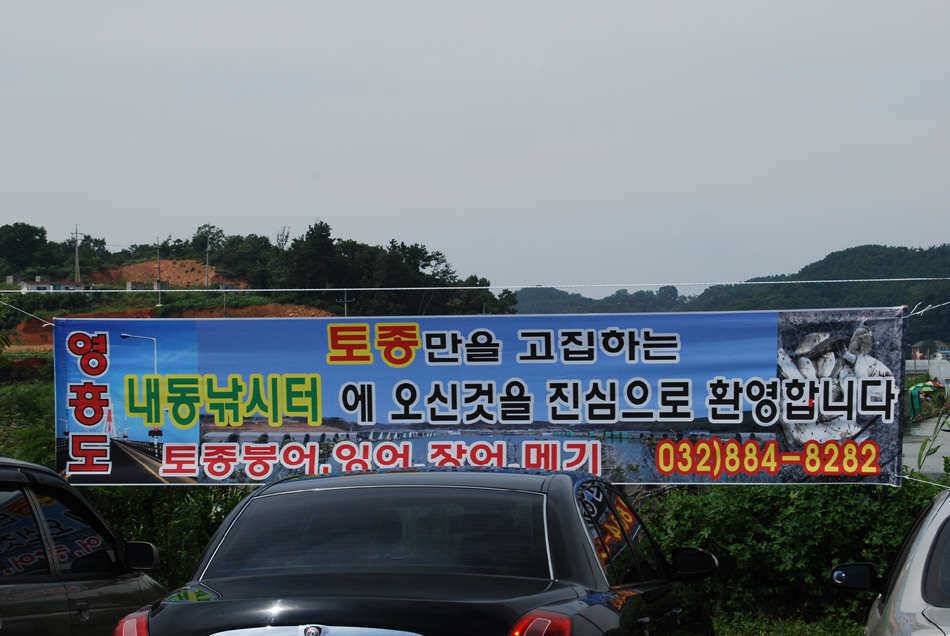 영흥도
토종만을 고집하는
내동낚시터에 오신것을 진심으로 환영합니다
토종붕어.잉어.장어.메기
032)884-8282